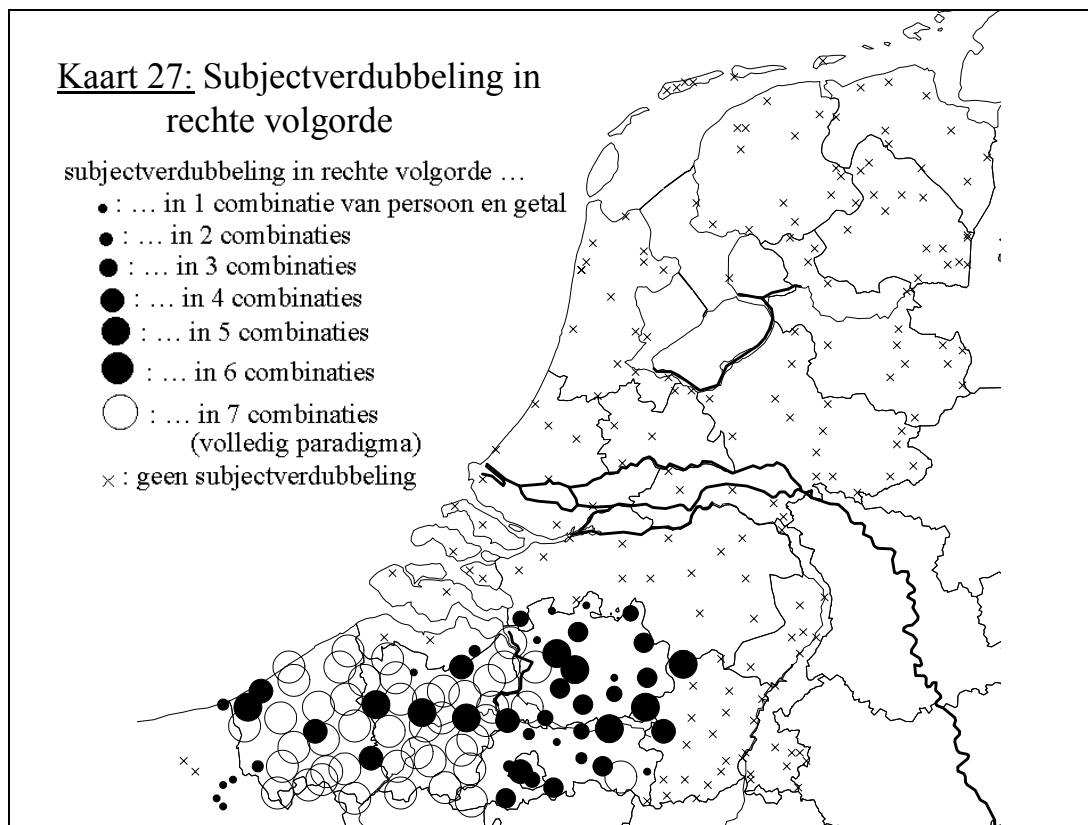 Kaart 27: Subjectverdubbeling in
rechte volgorde
subjectverdubbeling in rechte volgorde …
: … in 1 combinatie van persoon en getal
: … in 2 combinaties
: … in 3 combinaties
: … in 4 combinaties
: … in 5 combinaties
: … in 6 combinaties
: … in 7 combinaties
(volledig paradigma)
× : geen subjectverdubbeling